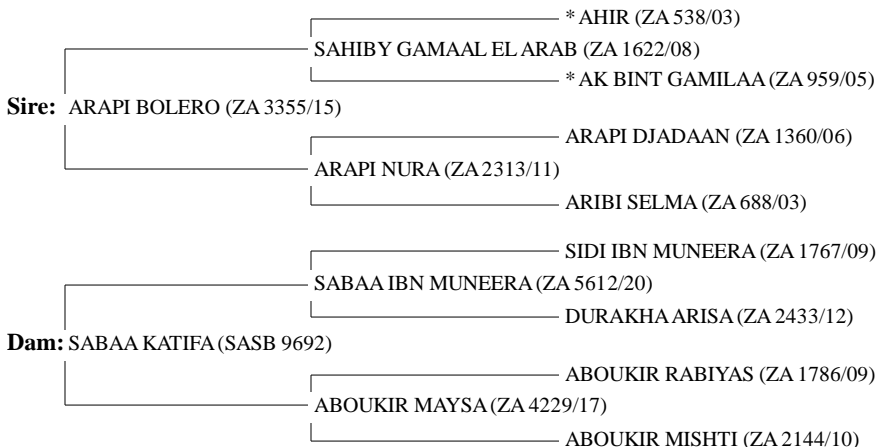 * AHIR (ZA 538/03)
SAHIBY GAMAAL EL ARAB (ZA 1622/08)
* AK BINT GAMILAA (ZA 959/05)
Sire: ARAPI BOLERO (ZA 3355/15)
ARAPI DJADAAN (ZA 1360/06)
ARAPI NURA (ZA 2313/11)
ARIBI SELMA (ZA 688/03)
SIDI IBN MUNEERA (ZA 1767/09)
SABAA IBN MUNEERA (ZA 5612/20)
DURAKHA ARISA (ZA 2433/12)
Dam: SABAA KATIFA (SASB 9692)
ABOUKIR RABIYAS (ZA 1786/09)
ABOUKIR MAYSA (ZA 4229/17)
ABOUKIR MISHTI (ZA 2144/10)